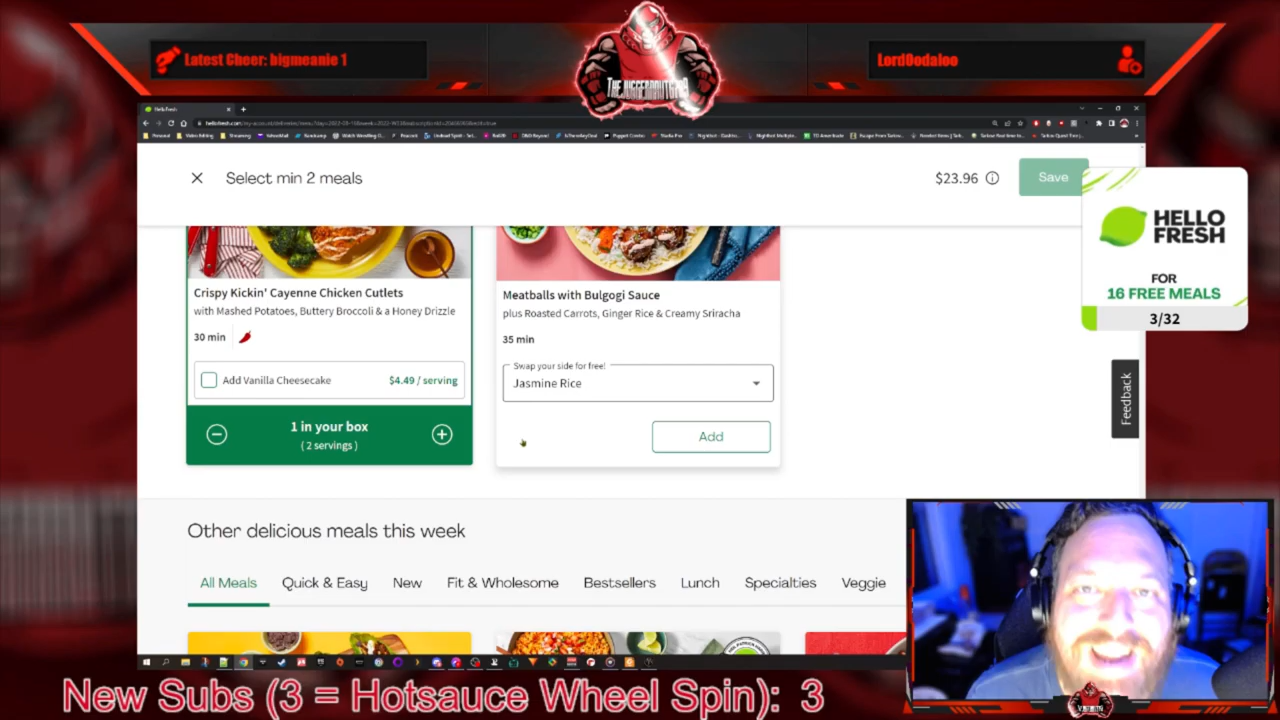 Latest Cheer: bigmeanie 1
LordOodaloo
HelloFresh
Select min 2 meals
$23.96
Save
HELLO
FRESH
FOR
16 FREE MEALS
3/32
Crispy Kickin' Cayenne Chicken Cutlets
with Mashed Potatoes, Buttery Broccoli & a Honey Drizzle
30 min
Add Vanilla Cheesecake
$4.49 / serving
1 in your box
( 2 servings )
Meatballs with Bulgogi Sauce
plus Roasted Carrots, Ginger Rice & Creamy Sriracha
35 min
Swap your side for free!
Jasmine Rice
Add
Feedback
Other delicious meals this week
All Meals
Quick & Easy
New
Fit & Wholesome
Bestsellers
Lunch
Specialties
Veggie
New Subs (3 = Hotsauce Wheel Spin): 3